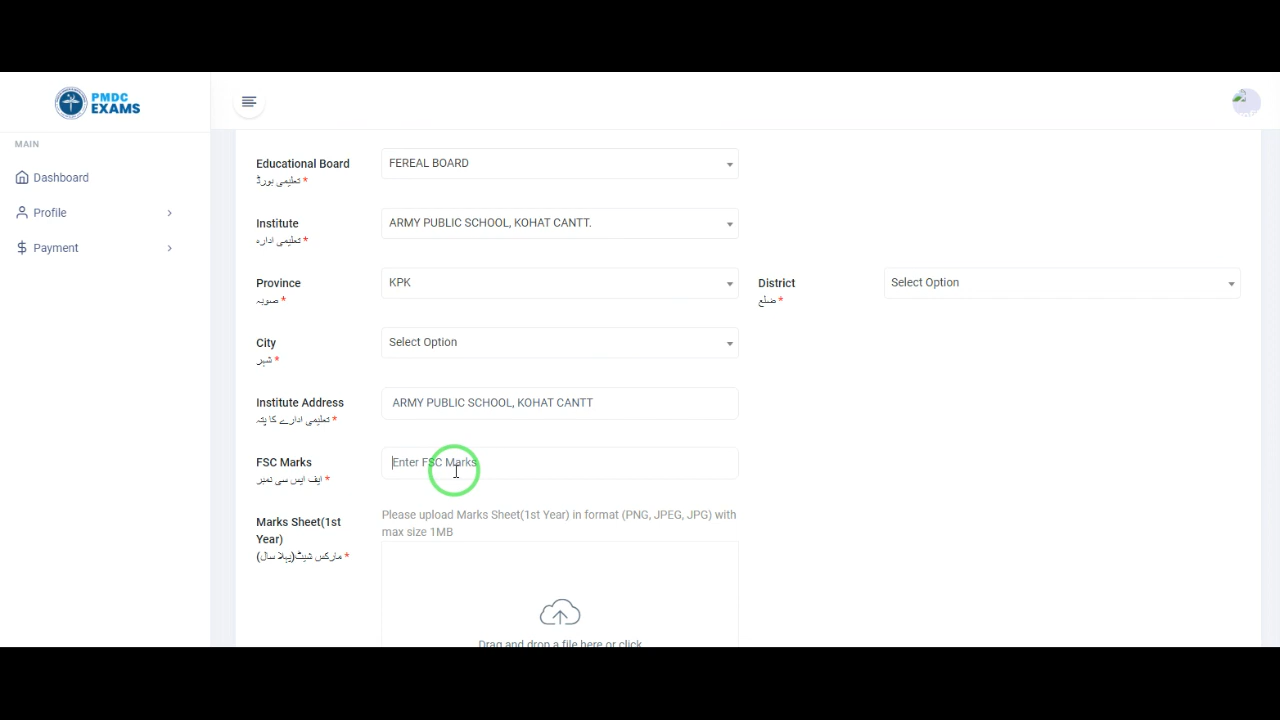 PMDC
EXAMS
MAIN
Dashboard
Profile
Payment
Educational Board
تعلیمی بورڈ *
FEREAL BOARD
Institute
تعلیمی ادارہ *
ARMY PUBLIC SCHOOL, KOHAT CANTT.
Province
صوبہ *
KPK
District
ضلع *
Select Option
City
شہر *
Select Option
Institute Address
تعلیمی ادارے کا پتہ *
ARMY PUBLIC SCHOOL, KOHAT CANTT
FSC Marks
ایف ایس سی نمبر *
Enter FSC Marks
Marks Sheet(1st
Year)
مارکس شیٹ(پہلا سال) *
Please upload Marks Sheet(1st Year) in format (PNG, JPEG, JPG) with
max size 1MB
Drag and drop a file here or click